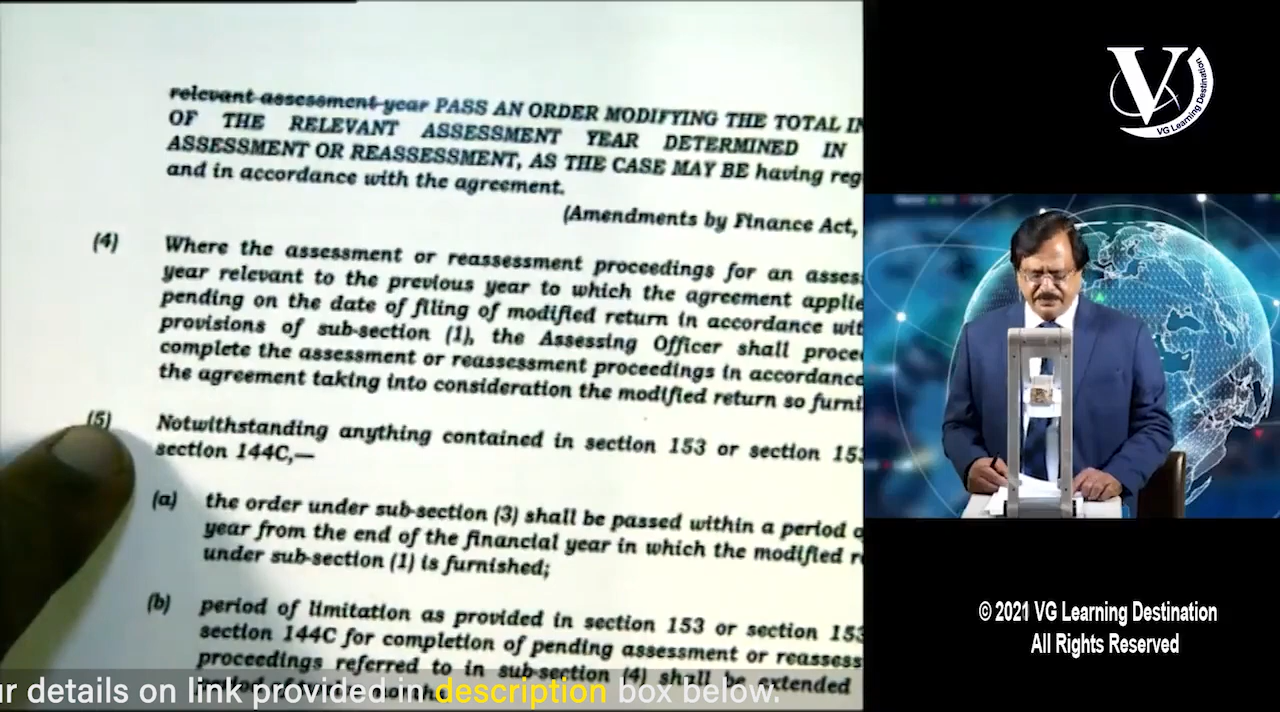 relevant assessment year PASS AN ORDER MODIFYING THE TOTAL
OF THE RELEVANT ASSESSMENT YEAR DETERMINED IN
ASSESSMENT OR REASSESSMENT, AS THE CASE MAY BE having reg
and in accordance with the agreement.
(Amendments by Finance Act,
(4) Where the assessment or reassessment proceedings for an asses
year relevant to the previous year to which the agreement applie
pending on the date of filing of modified return in accordance wit
provisions of sub-section (1), the Assessing Officer shall procee
complete the assessment or reassessment proceedings in accordance
the agreement taking into consideration the modified return so furni
(5) Notwithstanding anything contained in section 153 or section 153
section 144C,—
(a) the order under sub-section (3) shall be passed within a period o
year from the end of the financial year in which the modified r
under sub-section (1) is furnished;
(b) period of limitation as provided in section 153 or section 153
section 144C for completion of pending assessment or reassess
proceedings referred to in sub-section (4) shall be extended
r details on link provided in description box below.
V
VG Learning Destination
© 2021 VG Learning Destination
All Rights Reserved